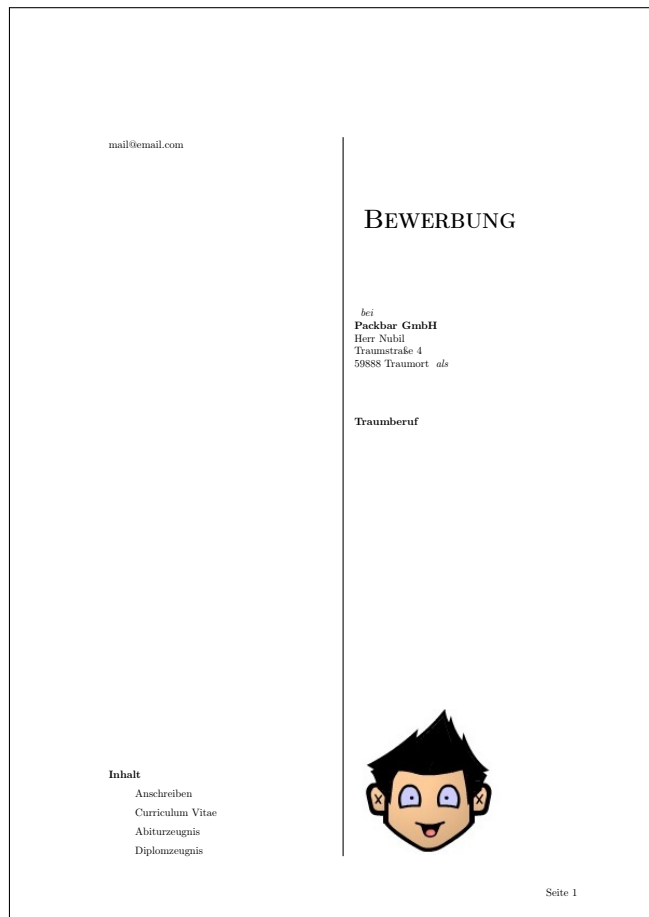 mail@email.com
BEWERBUNG
bei
Packbar GmbH
Herr Nubil
Traumstraße 4
59888 Traumort als
Traumberuf
Inhalt
Anschreiben
Curriculum Vitae
Abiturzeugnis
Diplomzeugnis
Seite 1